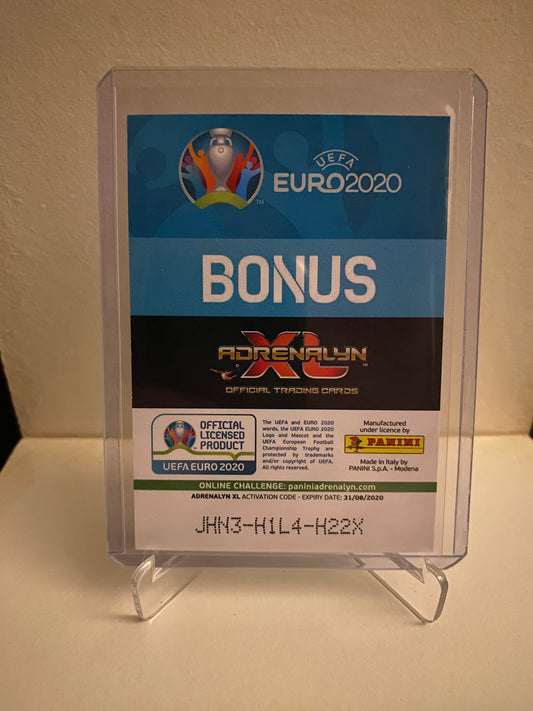 UEFA
EURO2020
TM
BONUS
ADRENALYN
XL
TM
OFFICIAL TRADING CARDS
OFFICIAL
LICENSED
PRODUCT
UEFA EURO 2020
The UEFA and EURO 2020
words, the UEFA EURO 2020
Logo and Mascot and the
UEFA European Football
Championship Trophy are
protected by trademarks
and/or copyright of UEFA.
All rights reserved.
Manufactured
under licence by
PANINI
Made in Italy by
PANINI S.p.A. - Modena
ONLINE CHALLENGE: paniniadrenalyn.com
ADRENALYN XL ACTIVATION CODE - EXPIRY DATE: 31/08/2020
JHN3-H1L4-H22X